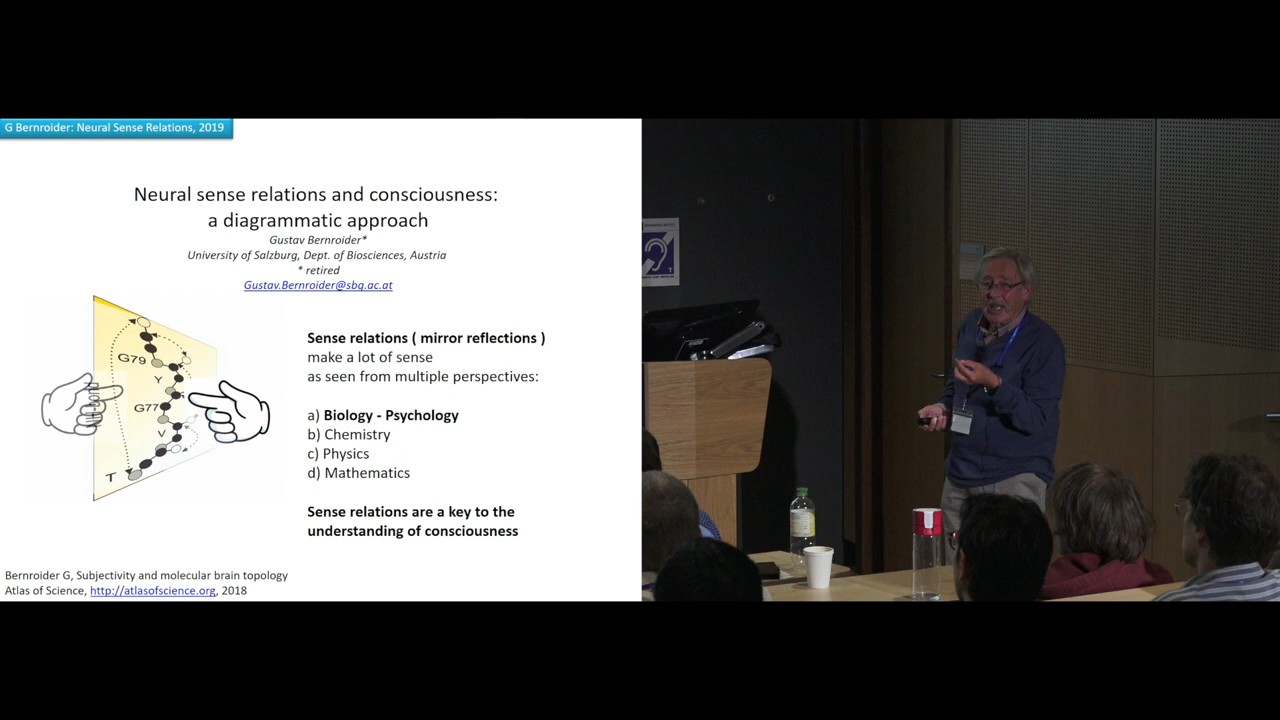 G Bernroider: Neural Sense Relations, 2019
Neural sense relations and consciousness:
a diagrammatic approach
Gustav Bernroider*
University of Salzburg, Dept. of Biosciences, Austria
* retired
Gustav.Bernroider@sbg.ac.at
G79
Y
G77
V
T
Sense relations ( mirror reflections )
make a lot of sense
as seen from multiple perspectives:
a) Biology - Psychology
b) Chemistry
c) Physics
d) Mathematics
Sense relations are a key to the
understanding of consciousness
Bernroider G, Subjectivity and molecular brain topology
Atlas of Science, http://atlasofscience.org, 2018
T